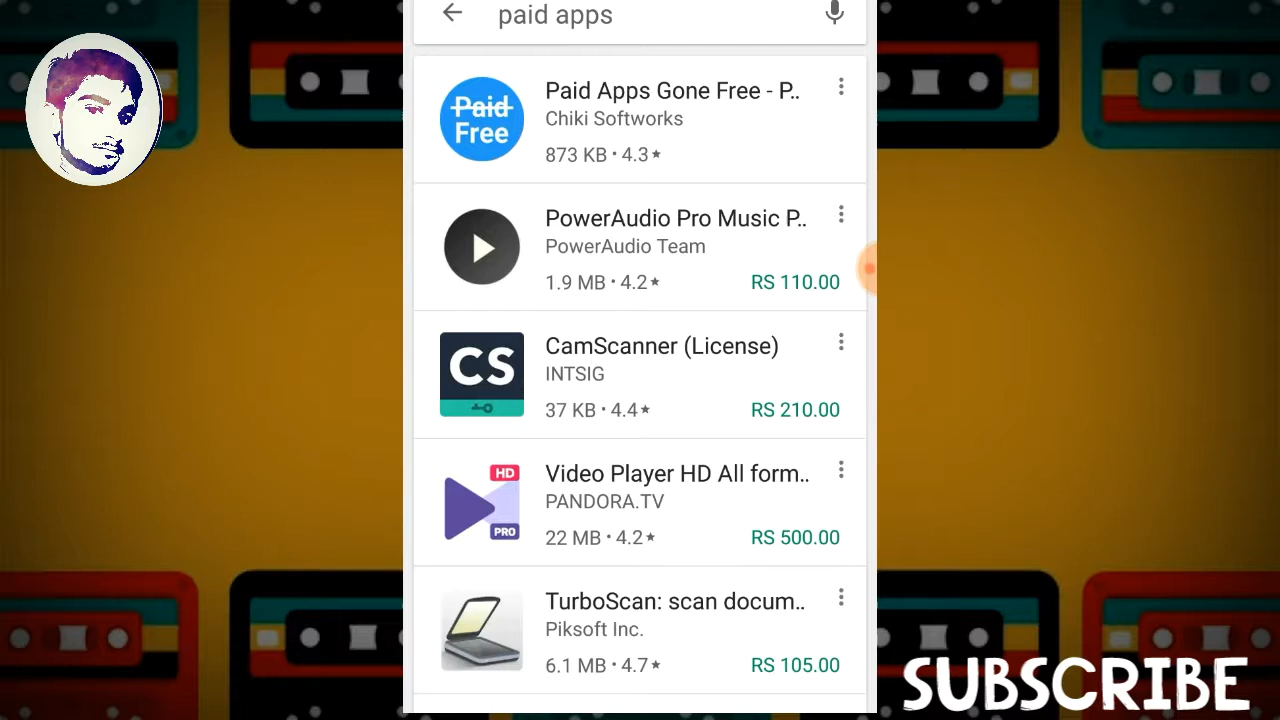 paid apps
Paid
Free
Paid Apps Gone Free - P..
Chiki Softworks
873 KB · 4.3★
PowerAudio Pro Music P..
PowerAudio Team
1.9 MB · 4.2★
RS 110.00
CS
CamScanner (License)
INTSIG
37 KB · 4.4★
RS 210.00
HD
PRO
Video Player HD All form..
PANDORA.TV
22 MB · 4.2★
RS 500.00
TurboScan: scan docum..
Piksoft Inc.
6.1 MB · 4.7★
RS 105.00
SUBSCRIBE